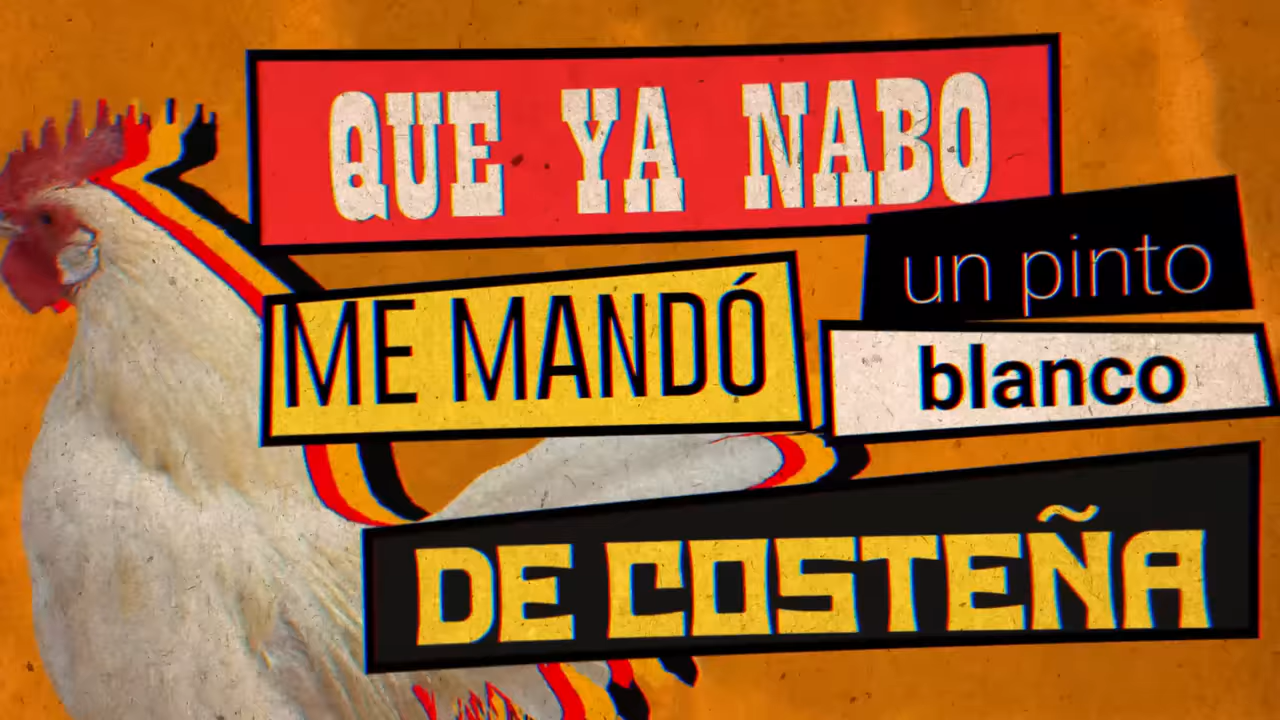 QUE YA NABO
un pinto
ME MANDÓ
blanco
DE COSTEÑA